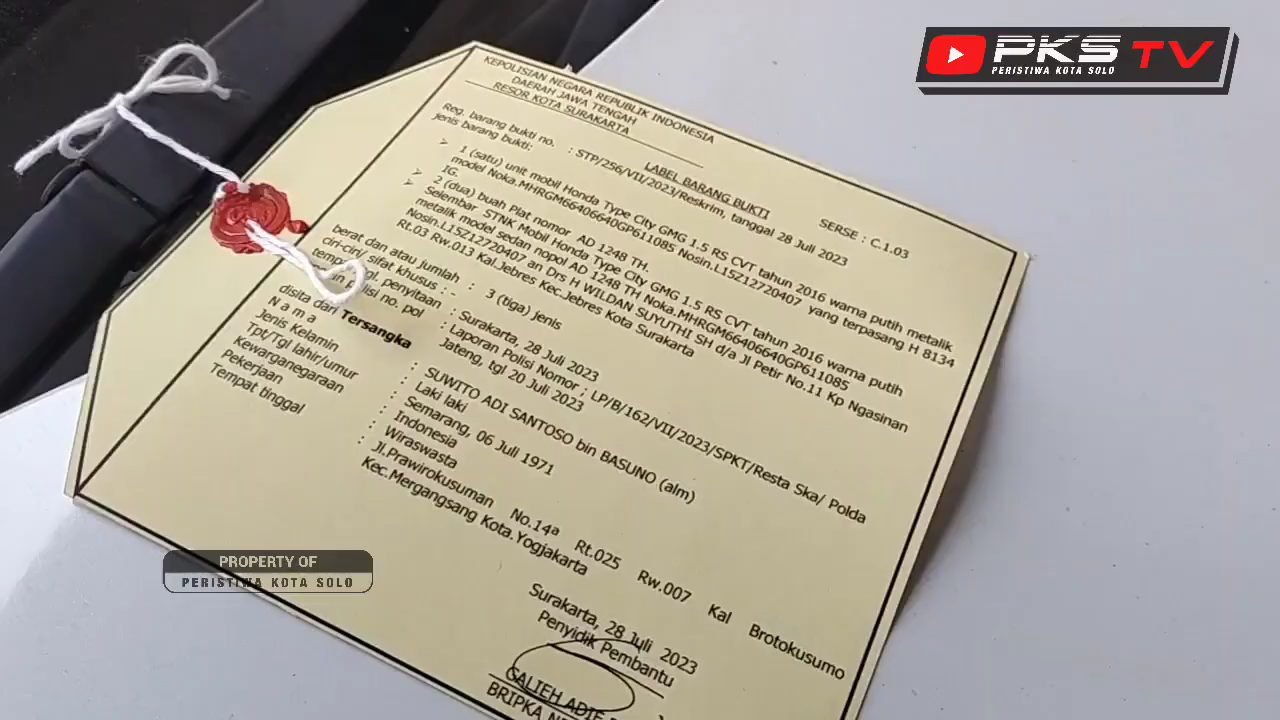 PKS TV
PERISTIWA KOTA SOLO
KEPOLISIAN NEGARA REPUBLIK INDONESIA
DAERAH JAWA TENGAH
RESOR KOTA SURAKARTA
LABEL BARANG BUKTI
SERSE : C.1.03
Reg. barang bukti no. : STP/256/VII/2023/Reskrim, tanggal 28 Juli 2023
Jenis barang bukti:
➢ 1 (satu) unit mobil Honda Type City GMG 1.5 RS CVT tahun 2016 warna putih metalik
model Noka.MHRGM66406640GP611085 Nosin.L15Z12720407 yang terpasang H 8134
IG.
➢ 2 (dua) buah Plat nomor AD 1248 TH.
➢ Selembar STNK Mobil Honda Type City GMG 1.5 RS CVT tahun 2016 warna putih
metalik model sedan nopol AD 1248 TH Noka.MHRGM66406640GP611085
Nosin.L15Z12720407 an Drs H WILDAN SUYUTHI SH d/a Jl Petir No.11 Kp Ngasinan
Rt.03 Rw.013 Kal.Jebres Kec.Jebres Kota Surakarta
berat dan atau jumlah : 3 (tiga) jenis
ciri-ciri/ sifat khusus : -
penyitaan : Surakarta, 28 Juli 2023
polisi no. pol : Laporan Polisi Nomor ; LP/B/162/VII/2023/SPKT/Resta Ska/ Polda
Jateng, tgl 20 Juli 2023
disita dari Tersangka
N a m a : SUWITO ADI SANTOSO bin BASUNO (alm)
Jenis Kelamin : Laki laki
Tpt/Tgl lahir/umur : Semarang, 06 Juli 1971
Kewarganegaraan : Indonesia
Pekerjaan : Wiraswasta
Tempat tinggal : Jl.Prawirokusuman No.14a Rt.025 Rw.007 Kal Brotokusumo
Kec.Mergangsang Kota.Yogjakarta
Surakarta, 28 Juli 2023
Penyidik Pembantu
GALIEH ADIE
BRIPKA
PROPERTY OF
PERISTIWA KOTA SOLO